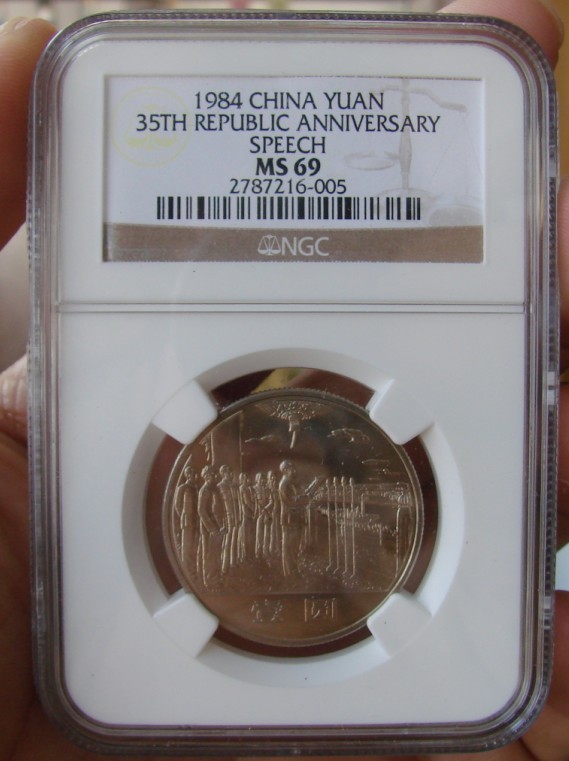 1984 CHINA YUAN
35TH REPUBLIC ANNIVERSARY
SPEECH
MS 69
2787216-005
NGC
壹圆